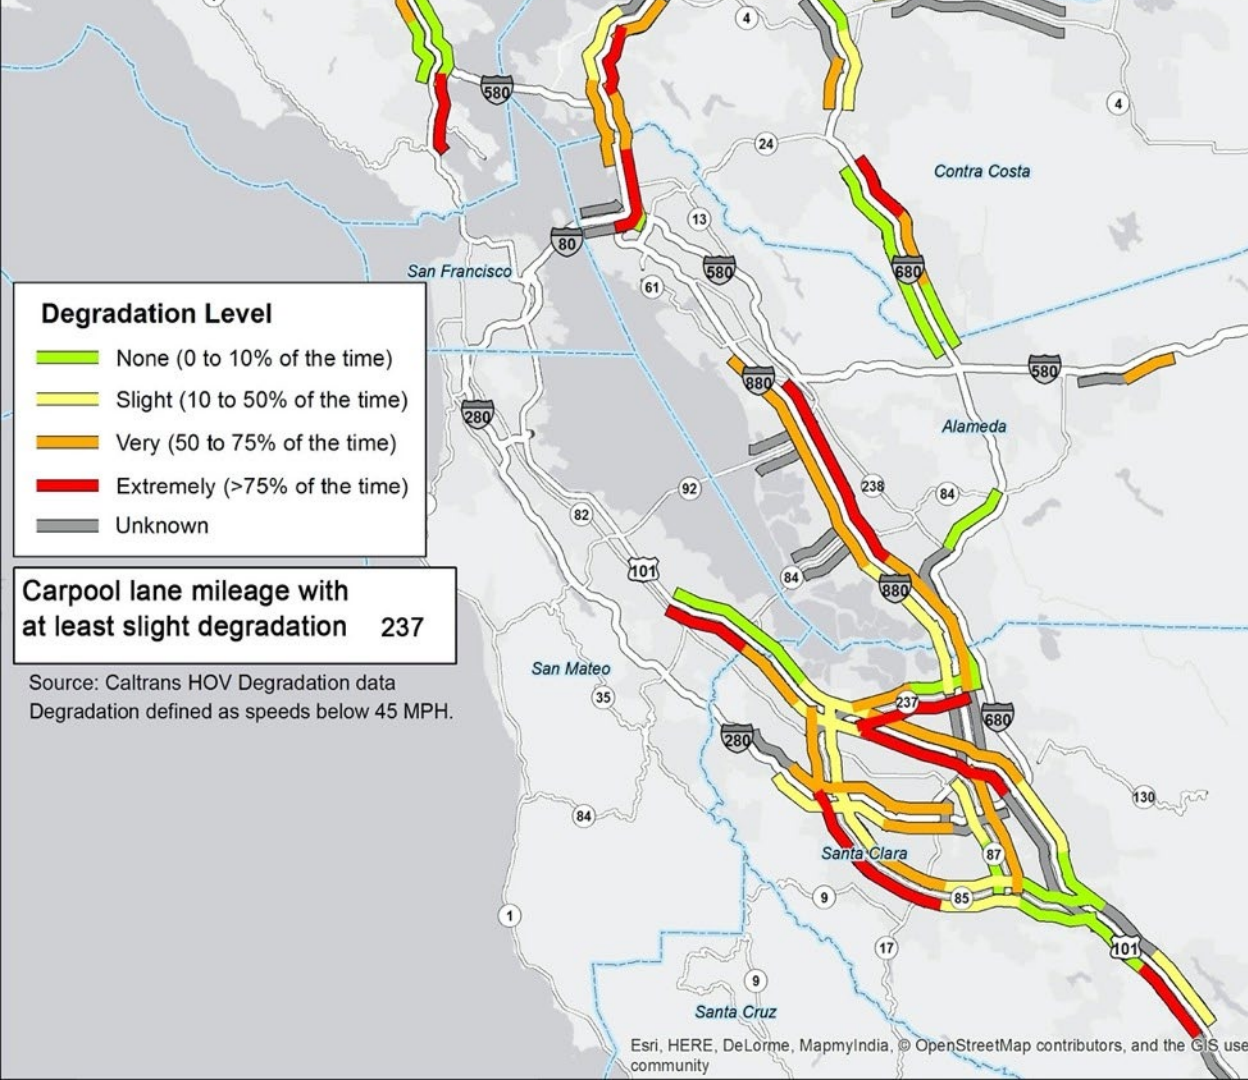 4
580
4
24
Contra Costa
13
80
580
680
San Francisco
61
Degradation Level
None (0 to 10% of the time)
Slight (10 to 50% of the time)
Very (50 to 75% of the time)
Extremely (>75% of the time)
Unknown
880
580
280
Alameda
92
238
84
82
101
84
880
Carpool lane mileage with
at least slight degradation 237
San Mateo
Source: Caltrans HOV Degradation data
Degradation defined as speeds below 45 MPH.
35
237
680
280
130
84
Santa Clara
87
9
85
1
17
101
9
Santa Cruz
Esri, HERE, DeLorme, MapmyIndia, © OpenStreetMap contributors, and the GIS use
community